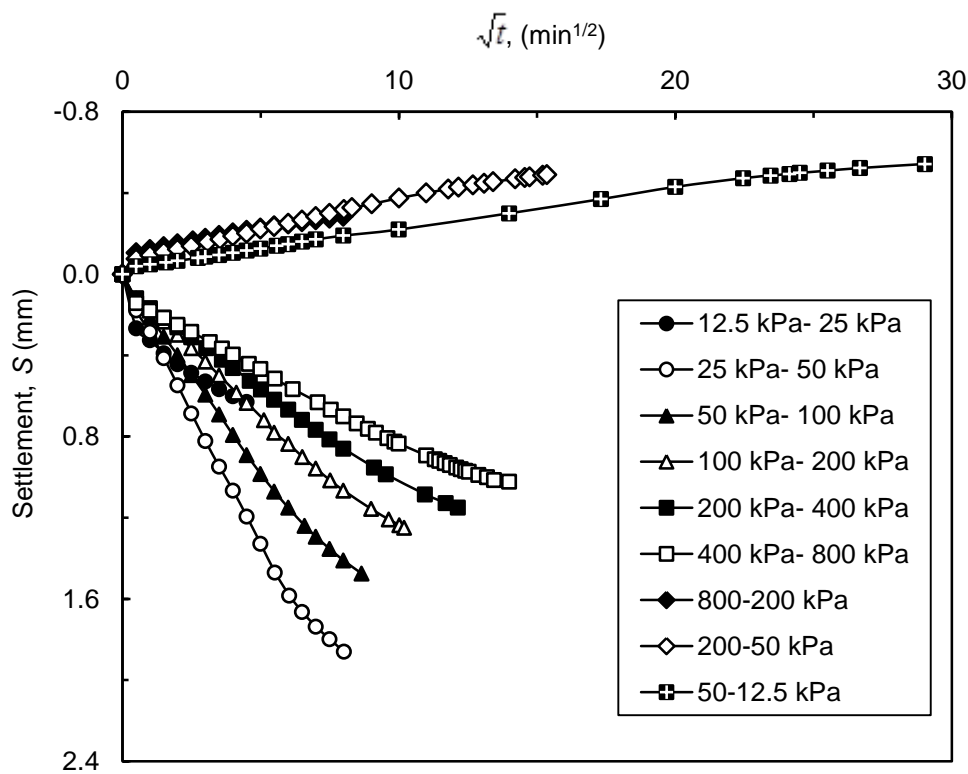 √t, (min1/2)
0 10 20 30
-0.8
0.0
0.8
1.6
2.4
Settlement, S (mm)
12.5 kPa- 25 kPa
25 kPa- 50 kPa
50 kPa- 100 kPa
100 kPa- 200 kPa
200 kPa- 400 kPa
400 kPa- 800 kPa
800-200 kPa
200-50 kPa
50-12.5 kPa